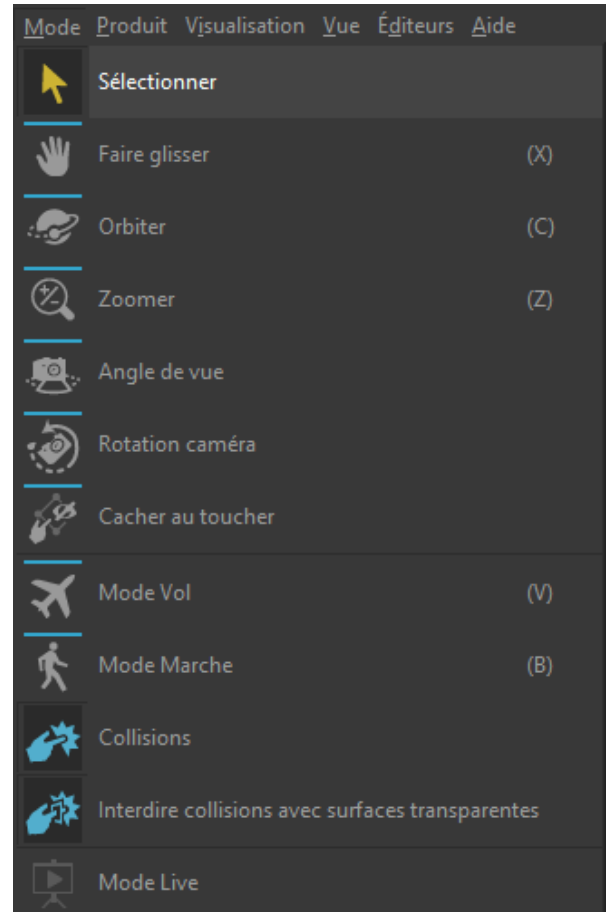 Mode Produit Visualisation Vue Éditeurs Aide
Sélectionner
Faire glisser (X)
Orbiter (C)
Zoomer (Z)
Angle de vue
Rotation caméra
Cacher au toucher
Mode Vol (V)
Mode Marche (B)
Collisions
Interdire collisions avec surfaces transparentes
Mode Live